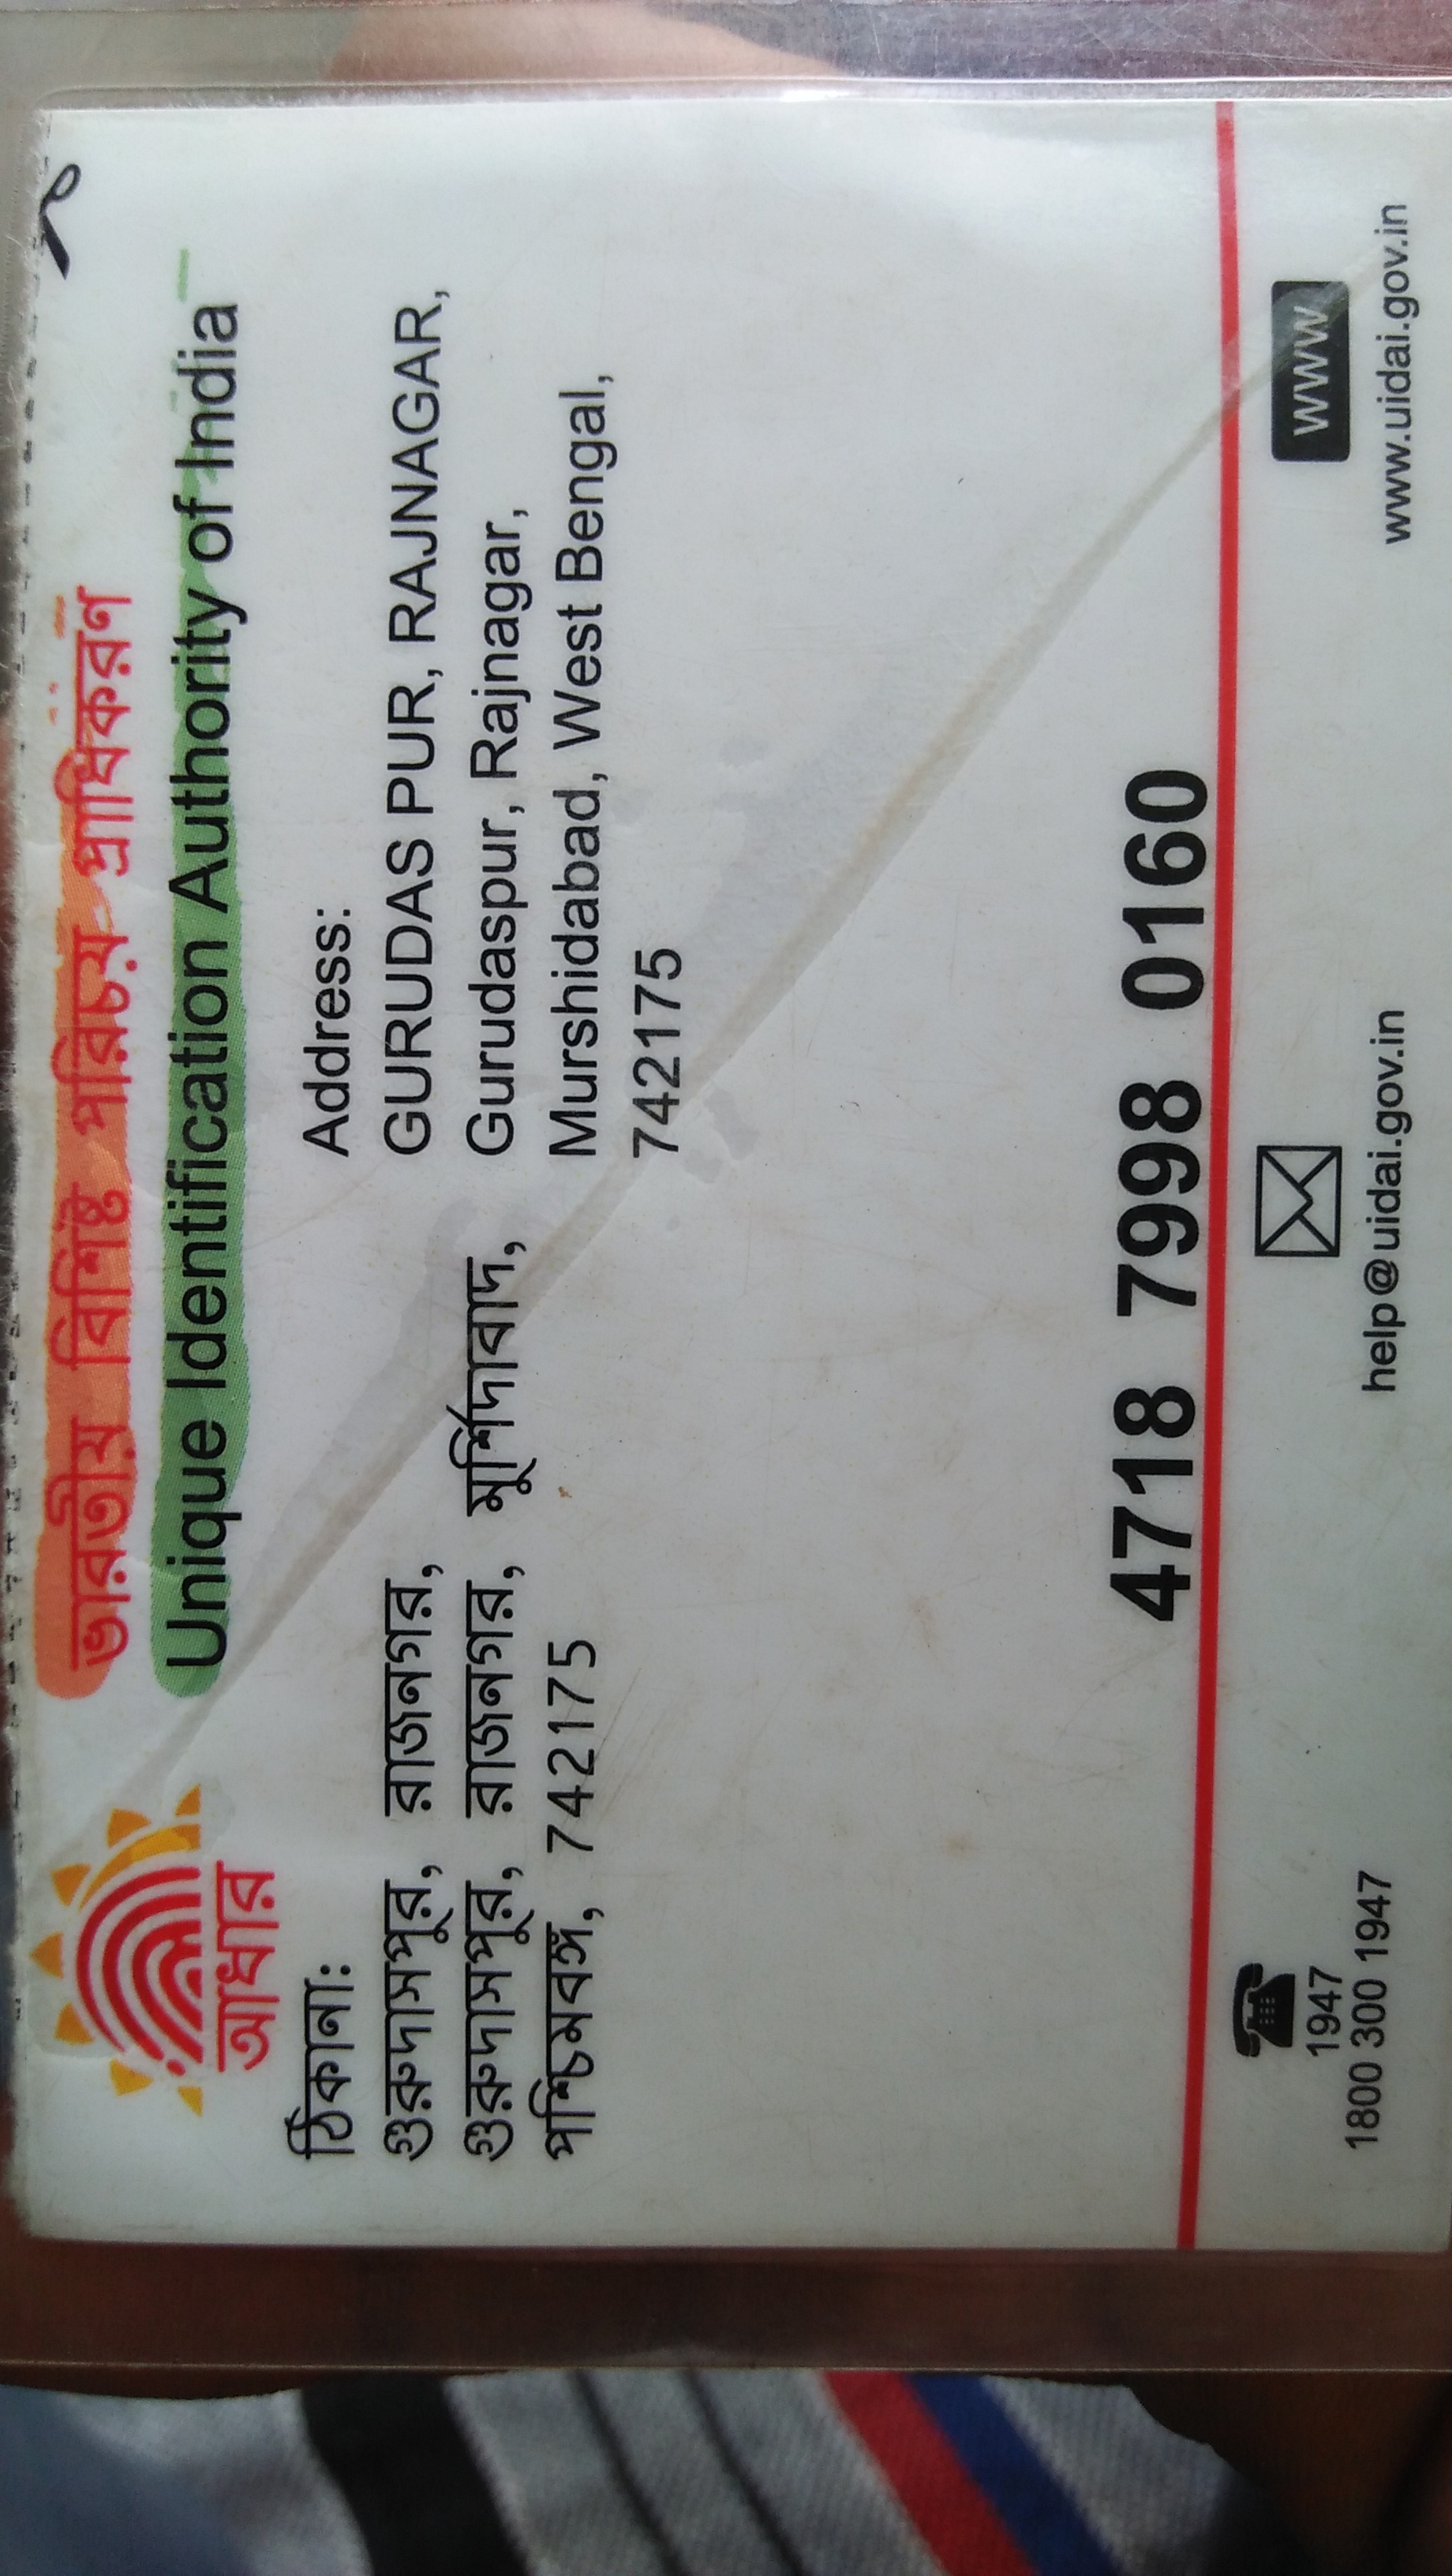 ভারতীয় বিশিষ্ট পরিচয় প্রাধিকরণ
Unique Identification Authority of India
আধার
ঠিকানা:
গুরুদাসপুর, রাজনগর,
গুরুদাসপুর, রাজনগর, মুর্শিদাবাদ,
পশ্চিমবঙ্গ, 742175
Address:
GURUDAS PUR, RAJNAGAR,
Gurudaspur, Rajnagar,
Murshidabad, West Bengal,
742175
4718 7998 0160
1947
1800 300 1947
help@uidai.gov.in
WWW
www.uidai.gov.in